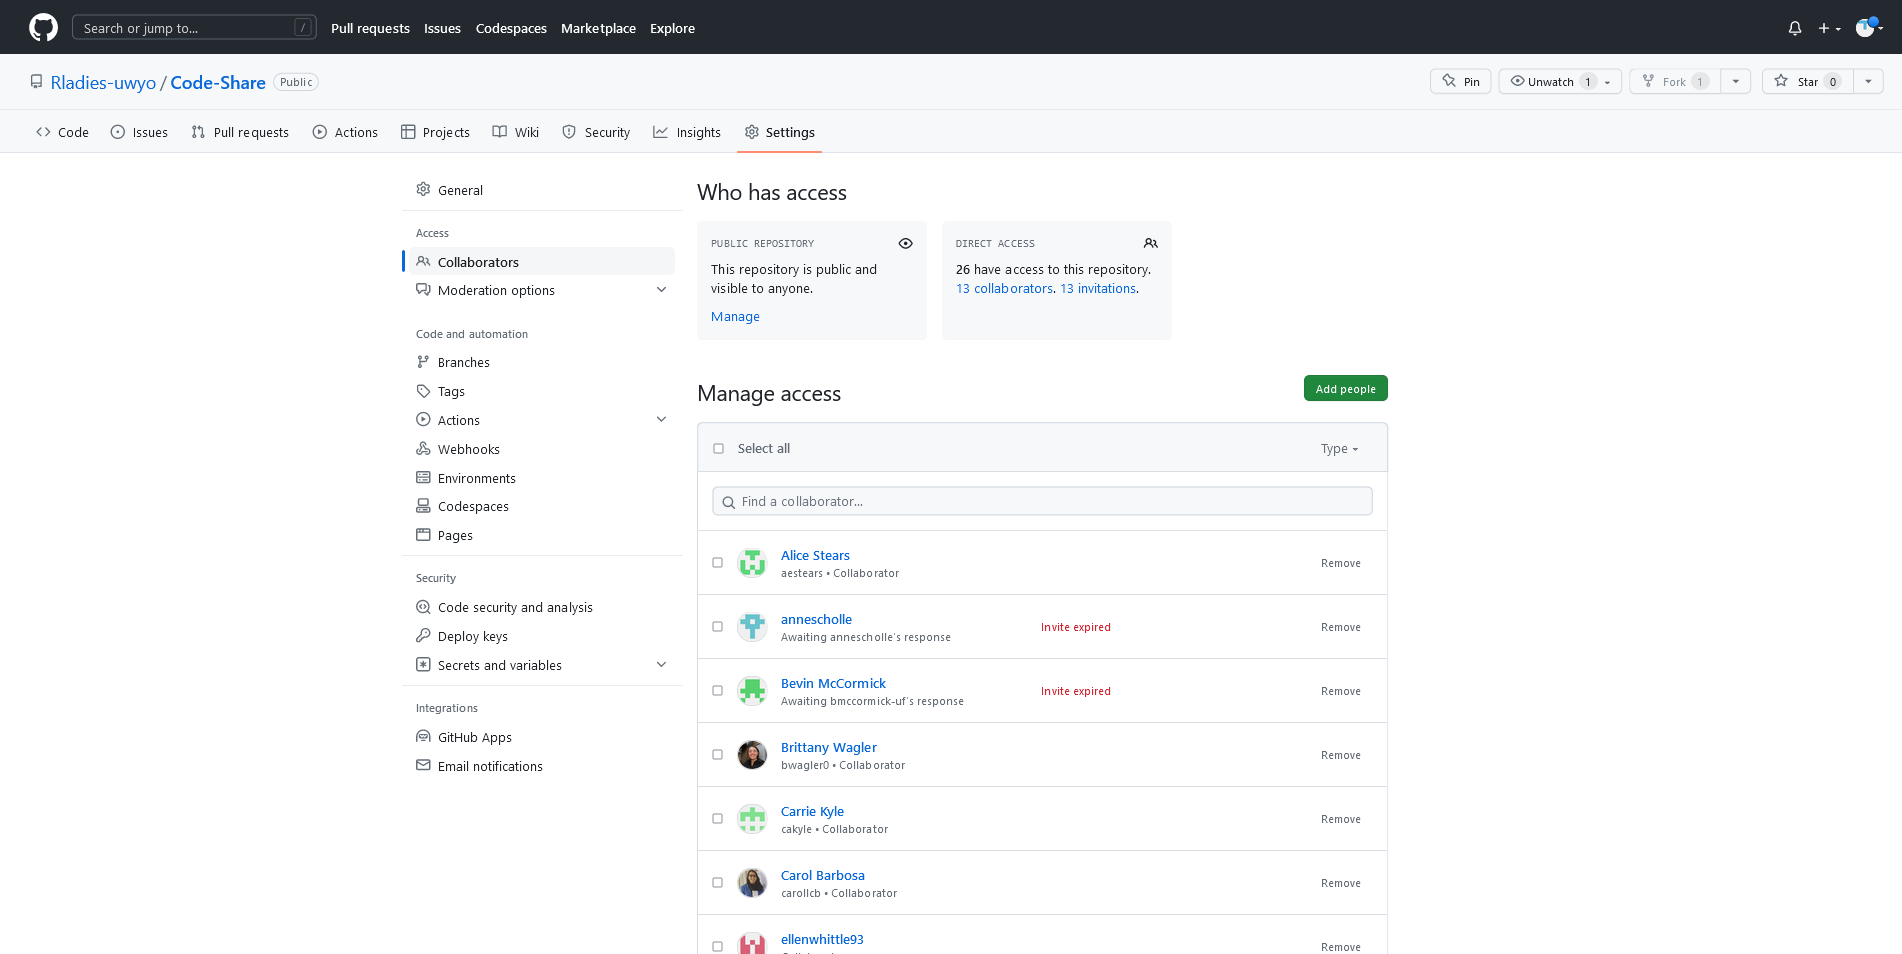 Search or jump to... /
Pull requests Issues Codespaces Marketplace Explore
Rladies-uwyo / Code-Share Public
Pin Unwatch 1 Fork 1 Star 0
Code Issues Pull requests Actions Projects Wiki Security Insights Settings
General
Access
Collaborators
Moderation options
Code and automation
Branches
Tags
Actions
Webhooks
Environments
Codespaces
Pages
Security
Code security and analysis
Deploy keys
Secrets and variables
Integrations
GitHub Apps
Email notifications
Who has access
PUBLIC REPOSITORY
This repository is public and
visible to anyone.
Manage
DIRECT ACCESS
26 have access to this repository.
13 collaborators. 13 invitations.
Manage access
Add people
Select all Type
Find a collaborator...
Alice Stears
aestears • Collaborator
Remove
annescholle
Awaiting annescholle's response
Invite expired
Remove
Bevin McCormick
Awaiting bmccormick-uf's response
Invite expired
Remove
Brittany Wagler
bwagler0 • Collaborator
Remove
Carrie Kyle
cakyle • Collaborator
Remove
Carol Barbosa
carollcb • Collaborator
Remove
ellenwhittle93
Remove